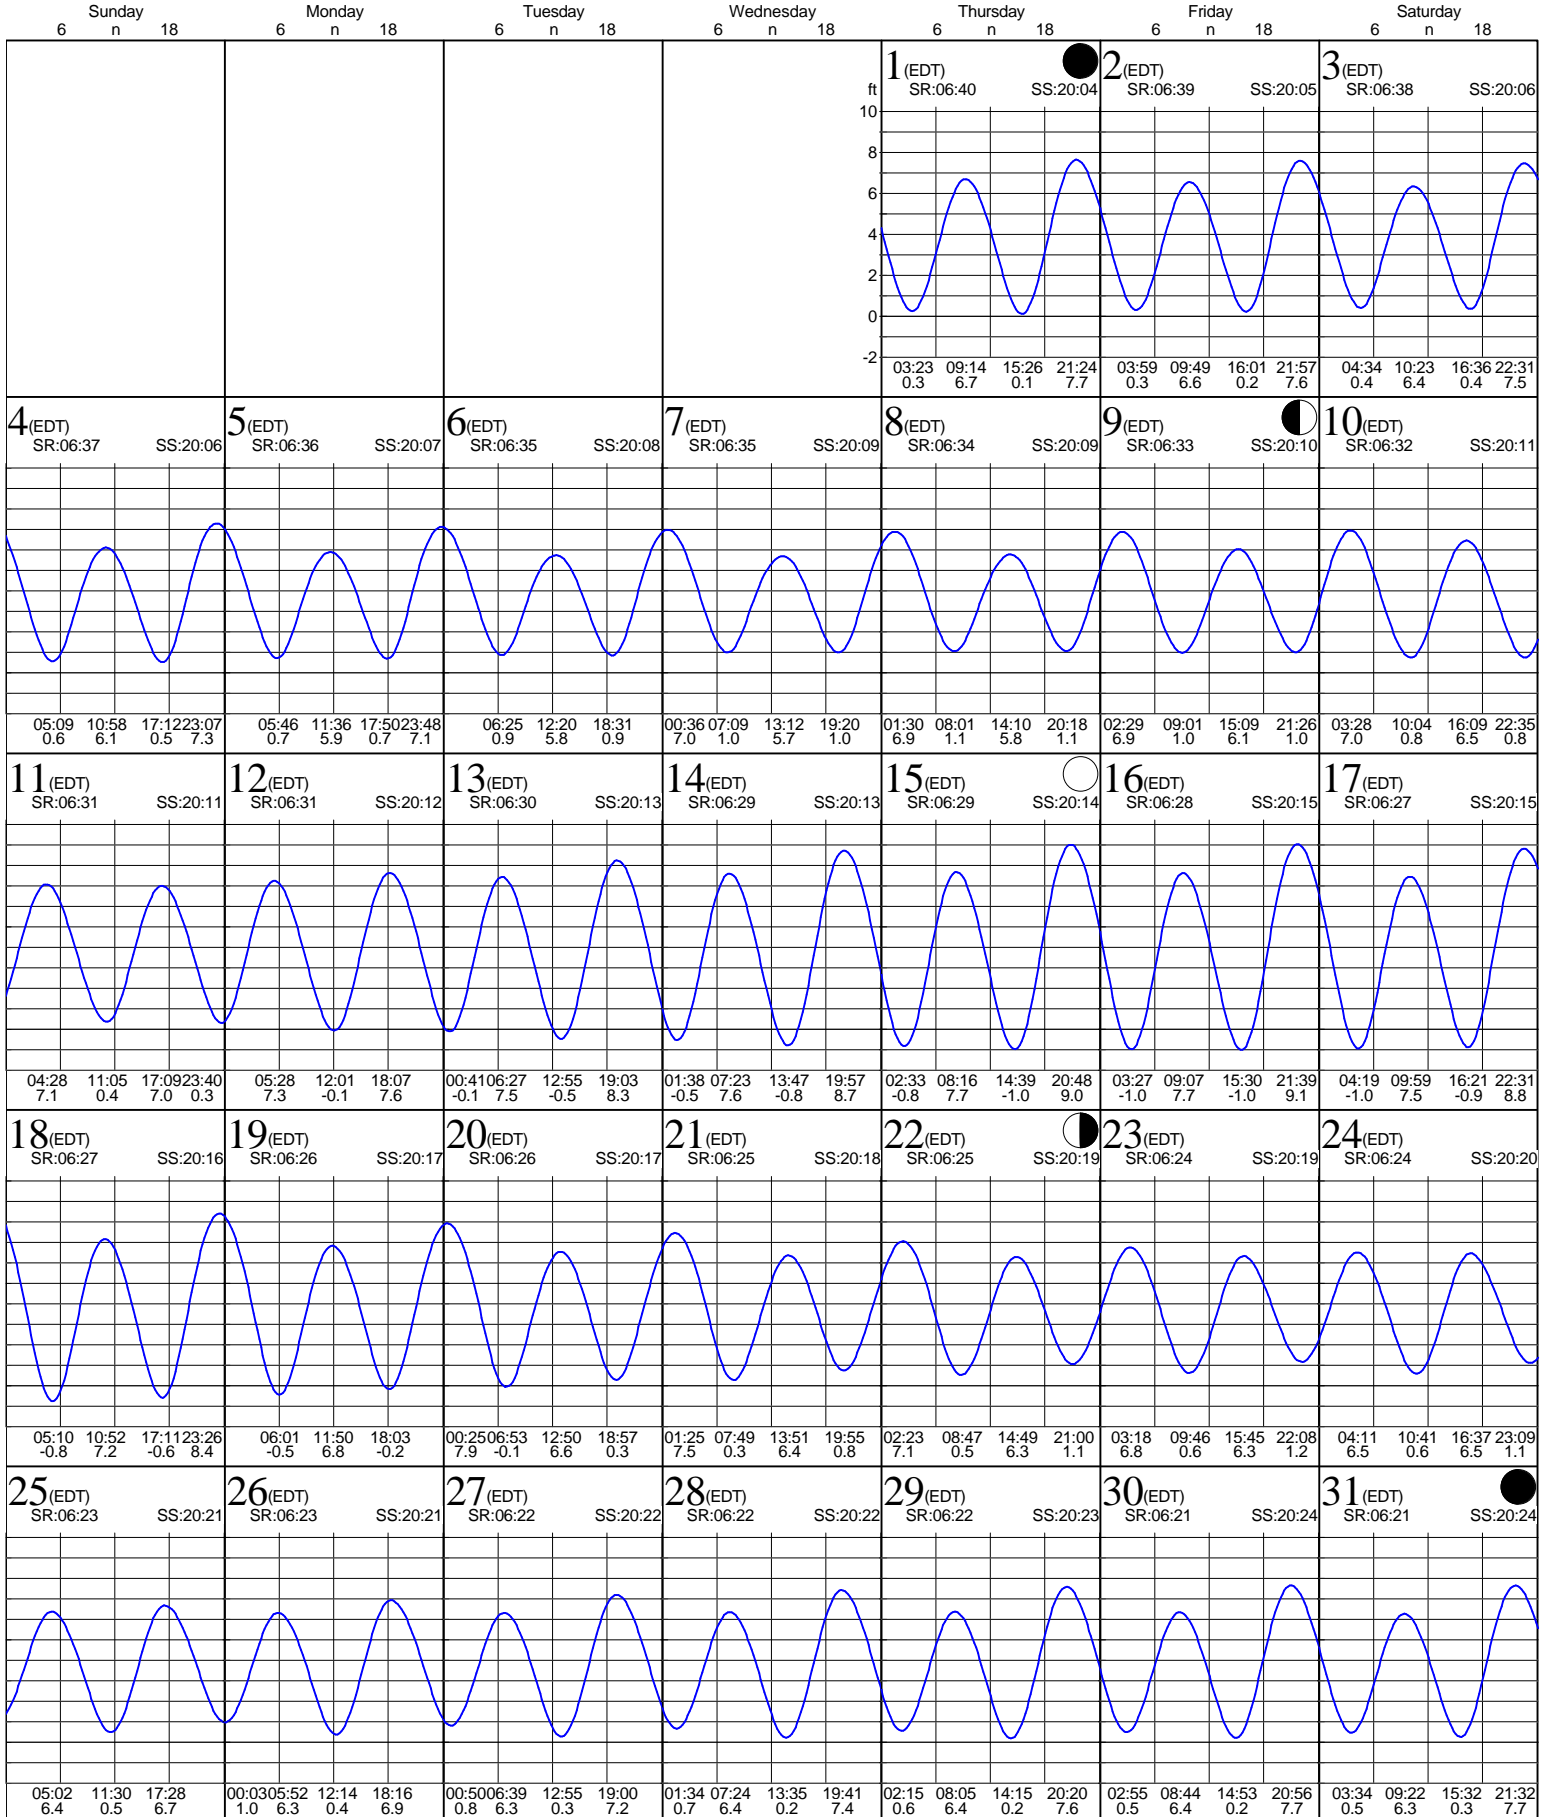 Sunday Monday Tuesday Wednesday Thursday Friday Saturday
6 n 18 6 n 18 6 n 18 6 n 18 6 n 18 6 n 18 6 n 18
1(EDT) 2(EDT) 3(EDT)
ft SR:06:40 SS:20:04 SR:06:39 SS:20:05 SR:06:38 SS:20:06
10
8
6
4
2
0
-2
03:23 09:14 15:26 21:24 03:59 09:49 16:01 21:57 04:34 10:23 16:36 22:31
0.3 6.7 0.1 7.7 0.3 6.6 0.2 7.6 0.4 6.4 0.4 7.5
4(EDT) 5(EDT) 6(EDT) 7(EDT) 8(EDT) 9(EDT) 10(EDT)
SR:06:37 SS:20:06 SR:06:36 SS:20:07 SR:06:35 SS:20:08 SR:06:35 SS:20:09 SR:06:34 SS:20:09 SR:06:33 SS:20:10 SR:06:32 SS:20:11
05:09 10:58 17:12 23:07 05:46 11:36 17:50 23:48 06:25 12:20 18:31 00:36 07:09 13:12 19:20 01:30 08:01 14:10 20:18 02:29 09:01 15:09 21:26 03:28 10:04 16:09 22:35
0.6 6.1 0.5 7.3 0.7 5.9 0.7 7.1 0.9 5.8 0.9 7.0 1.0 5.7 1.0 6.9 1.1 5.8 1.1 6.9 1.0 6.1 1.0 7.0 0.8 6.5 0.8
11(EDT) 12(EDT) 13(EDT) 14(EDT) 15(EDT) 16(EDT) 17(EDT)
SR:06:31 SS:20:11 SR:06:31 SS:20:12 SR:06:30 SS:20:13 SR:06:29 SS:20:13 SR:06:29 SS:20:14 SR:06:28 SS:20:15 SR:06:27 SS:20:15
04:28 11:05 17:09 23:40 05:28 12:01 18:07 00:41 06:27 12:55 19:03 01:38 07:23 13:47 19:57 02:33 08:16 14:39 20:48 03:27 09:07 15:30 21:39 04:19 09:59 16:21 22:31
7.1 0.4 7.0 0.3 7.3 -0.1 7.6 -0.1 7.5 -0.5 8.3 -0.5 7.6 -0.8 8.7 -0.8 7.7 -1.0 9.0 -1.0 7.7 -1.0 9.1 -1.0 7.5 -0.9 8.8
18(EDT) 19(EDT) 20(EDT) 21(EDT) 22(EDT) 23(EDT) 24(EDT)
SR:06:27 SS:20:16 SR:06:26 SS:20:17 SR:06:26 SS:20:17 SR:06:25 SS:20:18 SR:06:25 SS:20:19 SR:06:24 SS:20:19 SR:06:24 SS:20:20
05:10 10:52 17:11 23:26 06:01 11:50 18:03 00:25 06:53 12:50 18:57 01:25 07:49 13:51 19:55 02:23 08:47 14:49 21:00 03:18 09:46 15:45 22:08 04:11 10:41 16:37 23:09
-0.8 7.2 -0.6 8.4 -0.5 6.8 -0.2 7.9 -0.1 6.6 0.3 7.5 0.3 6.4 0.8 7.1 0.5 6.3 1.1 6.8 0.6 6.3 1.2 6.5 0.6 6.5 1.1
25(EDT) 26(EDT) 27(EDT) 28(EDT) 29(EDT) 30(EDT) 31(EDT)
SR:06:23 SS:20:21 SR:06:23 SS:20:21 SR:06:22 SS:20:22 SR:06:22 SS:20:22 SR:06:22 SS:20:23 SR:06:21 SS:20:24 SR:06:21 SS:20:24
05:02 11:30 17:28 00:03 05:52 12:14 18:16 00:50 06:39 12:55 19:00 01:34 07:24 13:35 19:41 02:15 08:05 14:15 20:20 02:55 08:44 14:53 20:56 03:34 09:22 15:32 21:32
6.4 0.5 6.7 1.0 6.3 0.4 6.9 0.8 6.3 0.3 7.2 0.7 6.4 0.2 7.4 0.6 6.4 0.2 7.6 0.5 6.4 0.2 7.7 0.5 6.3 0.3 7.7